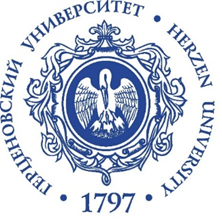 ГЕРЦЕНОВСКИЙ УНИВЕРСИТЕТ • HERZEN UNIVERSITY •
• 1797 •